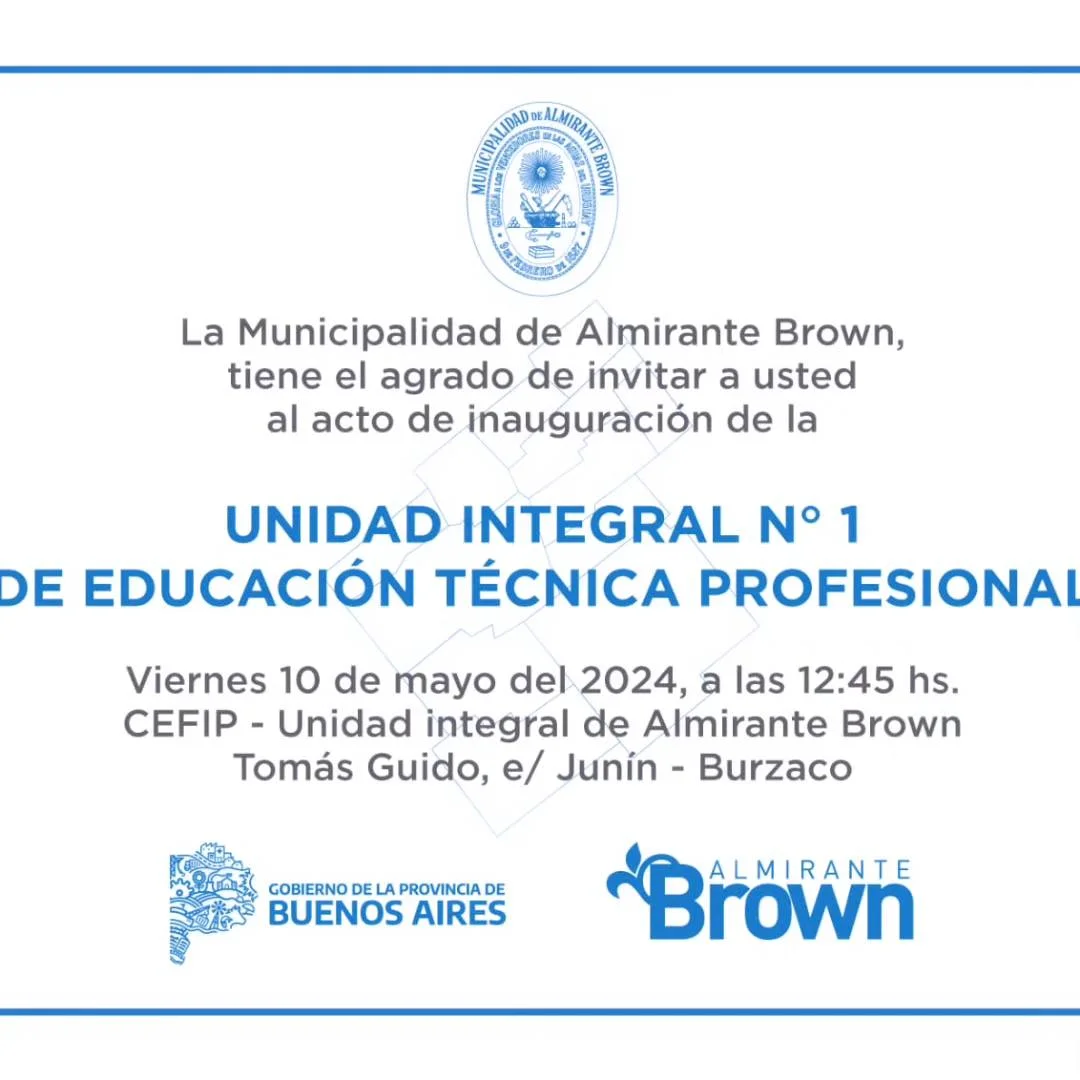 MUNICIPALIDAD DE ALMIRANTE BROWN
GLORIA A LOS VENCEDORES EN LAS AGUAS DEL URUGUAY
9 DE FEBRERO DE 1827
La Municipalidad de Almirante Brown,
tiene el agrado de invitar a usted
al acto de inauguración de la
UNIDAD INTEGRAL N° 1
DE EDUCACIÓN TÉCNICA PROFESIONAL
Viernes 10 de mayo del 2024, a las 12:45 hs.
CEFIP - Unidad integral de Almirante Brown
Tomás Guido, e/ Junín - Burzaco
GOBIERNO DE LA PROVINCIA DE
BUENOS AIRES
ALMIRANTE
Brown